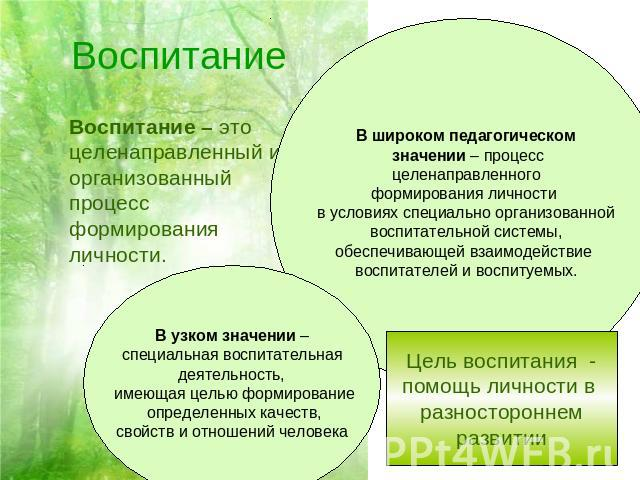 Воспитание
Воспитание – это
целенаправленный и
организованный
процесс
формирования
личности.
В широком педагогическом
значении – процесс
целенаправленного
формирования личности
в условиях специально организованной
воспитательной системы,
обеспечивающей взаимодействие
воспитателей и воспитуемых.
В узком значении –
специальная воспитательная
деятельность,
имеющая целью формирование
определенных качеств,
свойств и отношений человека
Цель воспитания -
помощь личности в
разностороннем
развитии
PPt4WEB.ru